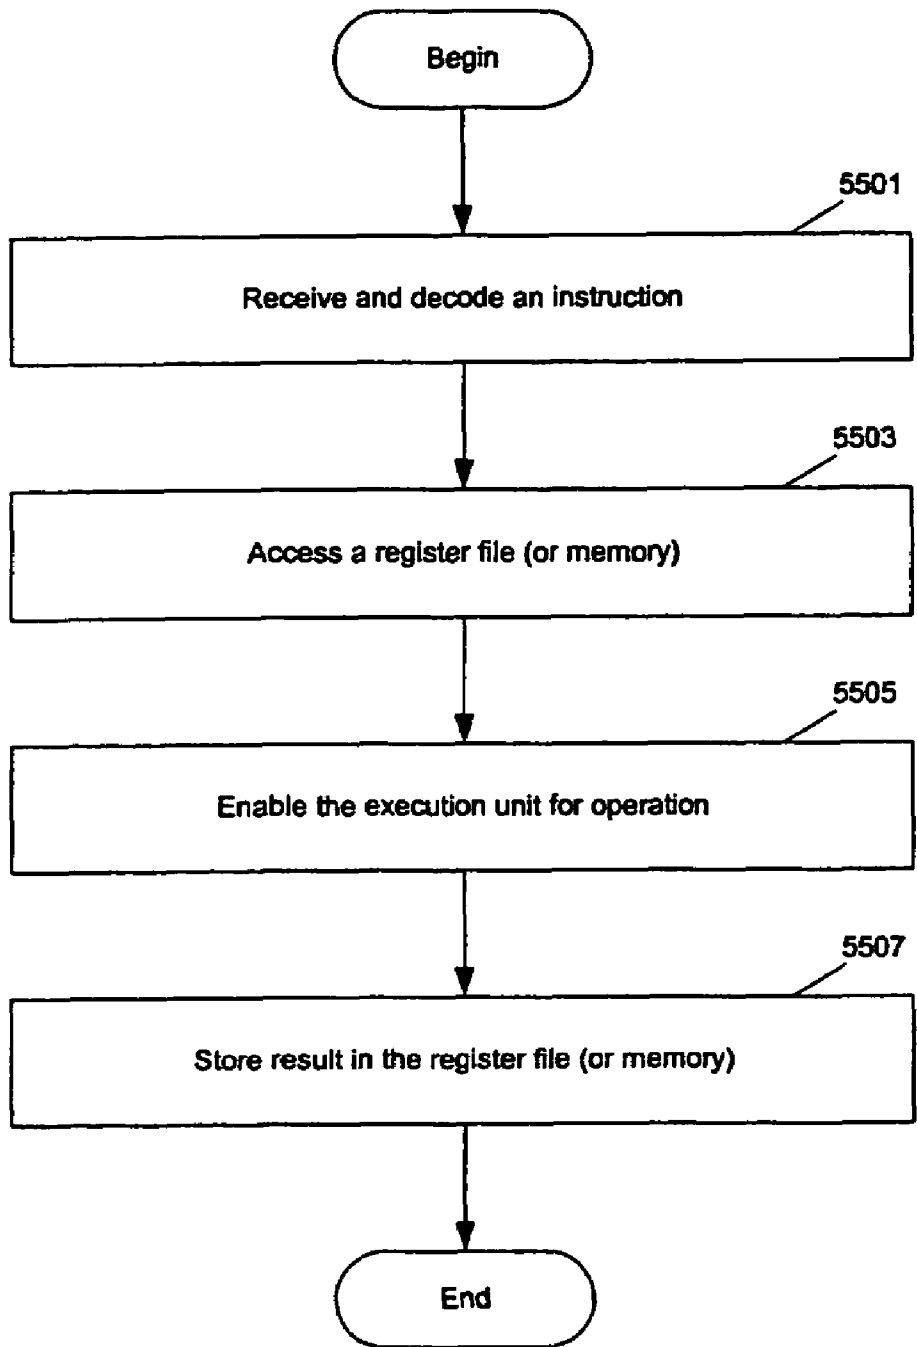 Begin
5501
Receive and decode an instruction
5503
Access a register file (or memory)
5505
Enable the execution unit for operation
5507
Store result in the register file (or memory)
End